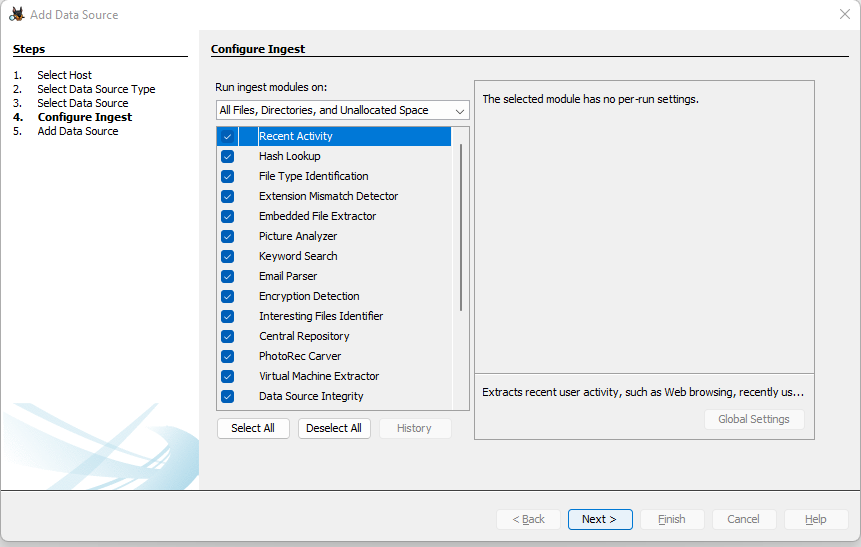 Add Data Source
Steps
1. Select Host
2. Select Data Source Type
3. Select Data Source
4. Configure Ingest
5. Add Data Source
Configure Ingest
Run ingest modules on:
All Files, Directories, and Unallocated Space
Recent Activity
Hash Lookup
File Type Identification
Extension Mismatch Detector
Embedded File Extractor
Picture Analyzer
Keyword Search
Email Parser
Encryption Detection
Interesting Files Identifier
Central Repository
PhotoRec Carver
Virtual Machine Extractor
Data Source Integrity
Select All
Deselect All
History
The selected module has no per-run settings.
Extracts recent user activity, such as Web browsing, recently us...
Global Settings
< Back
Next >
Finish
Cancel
Help